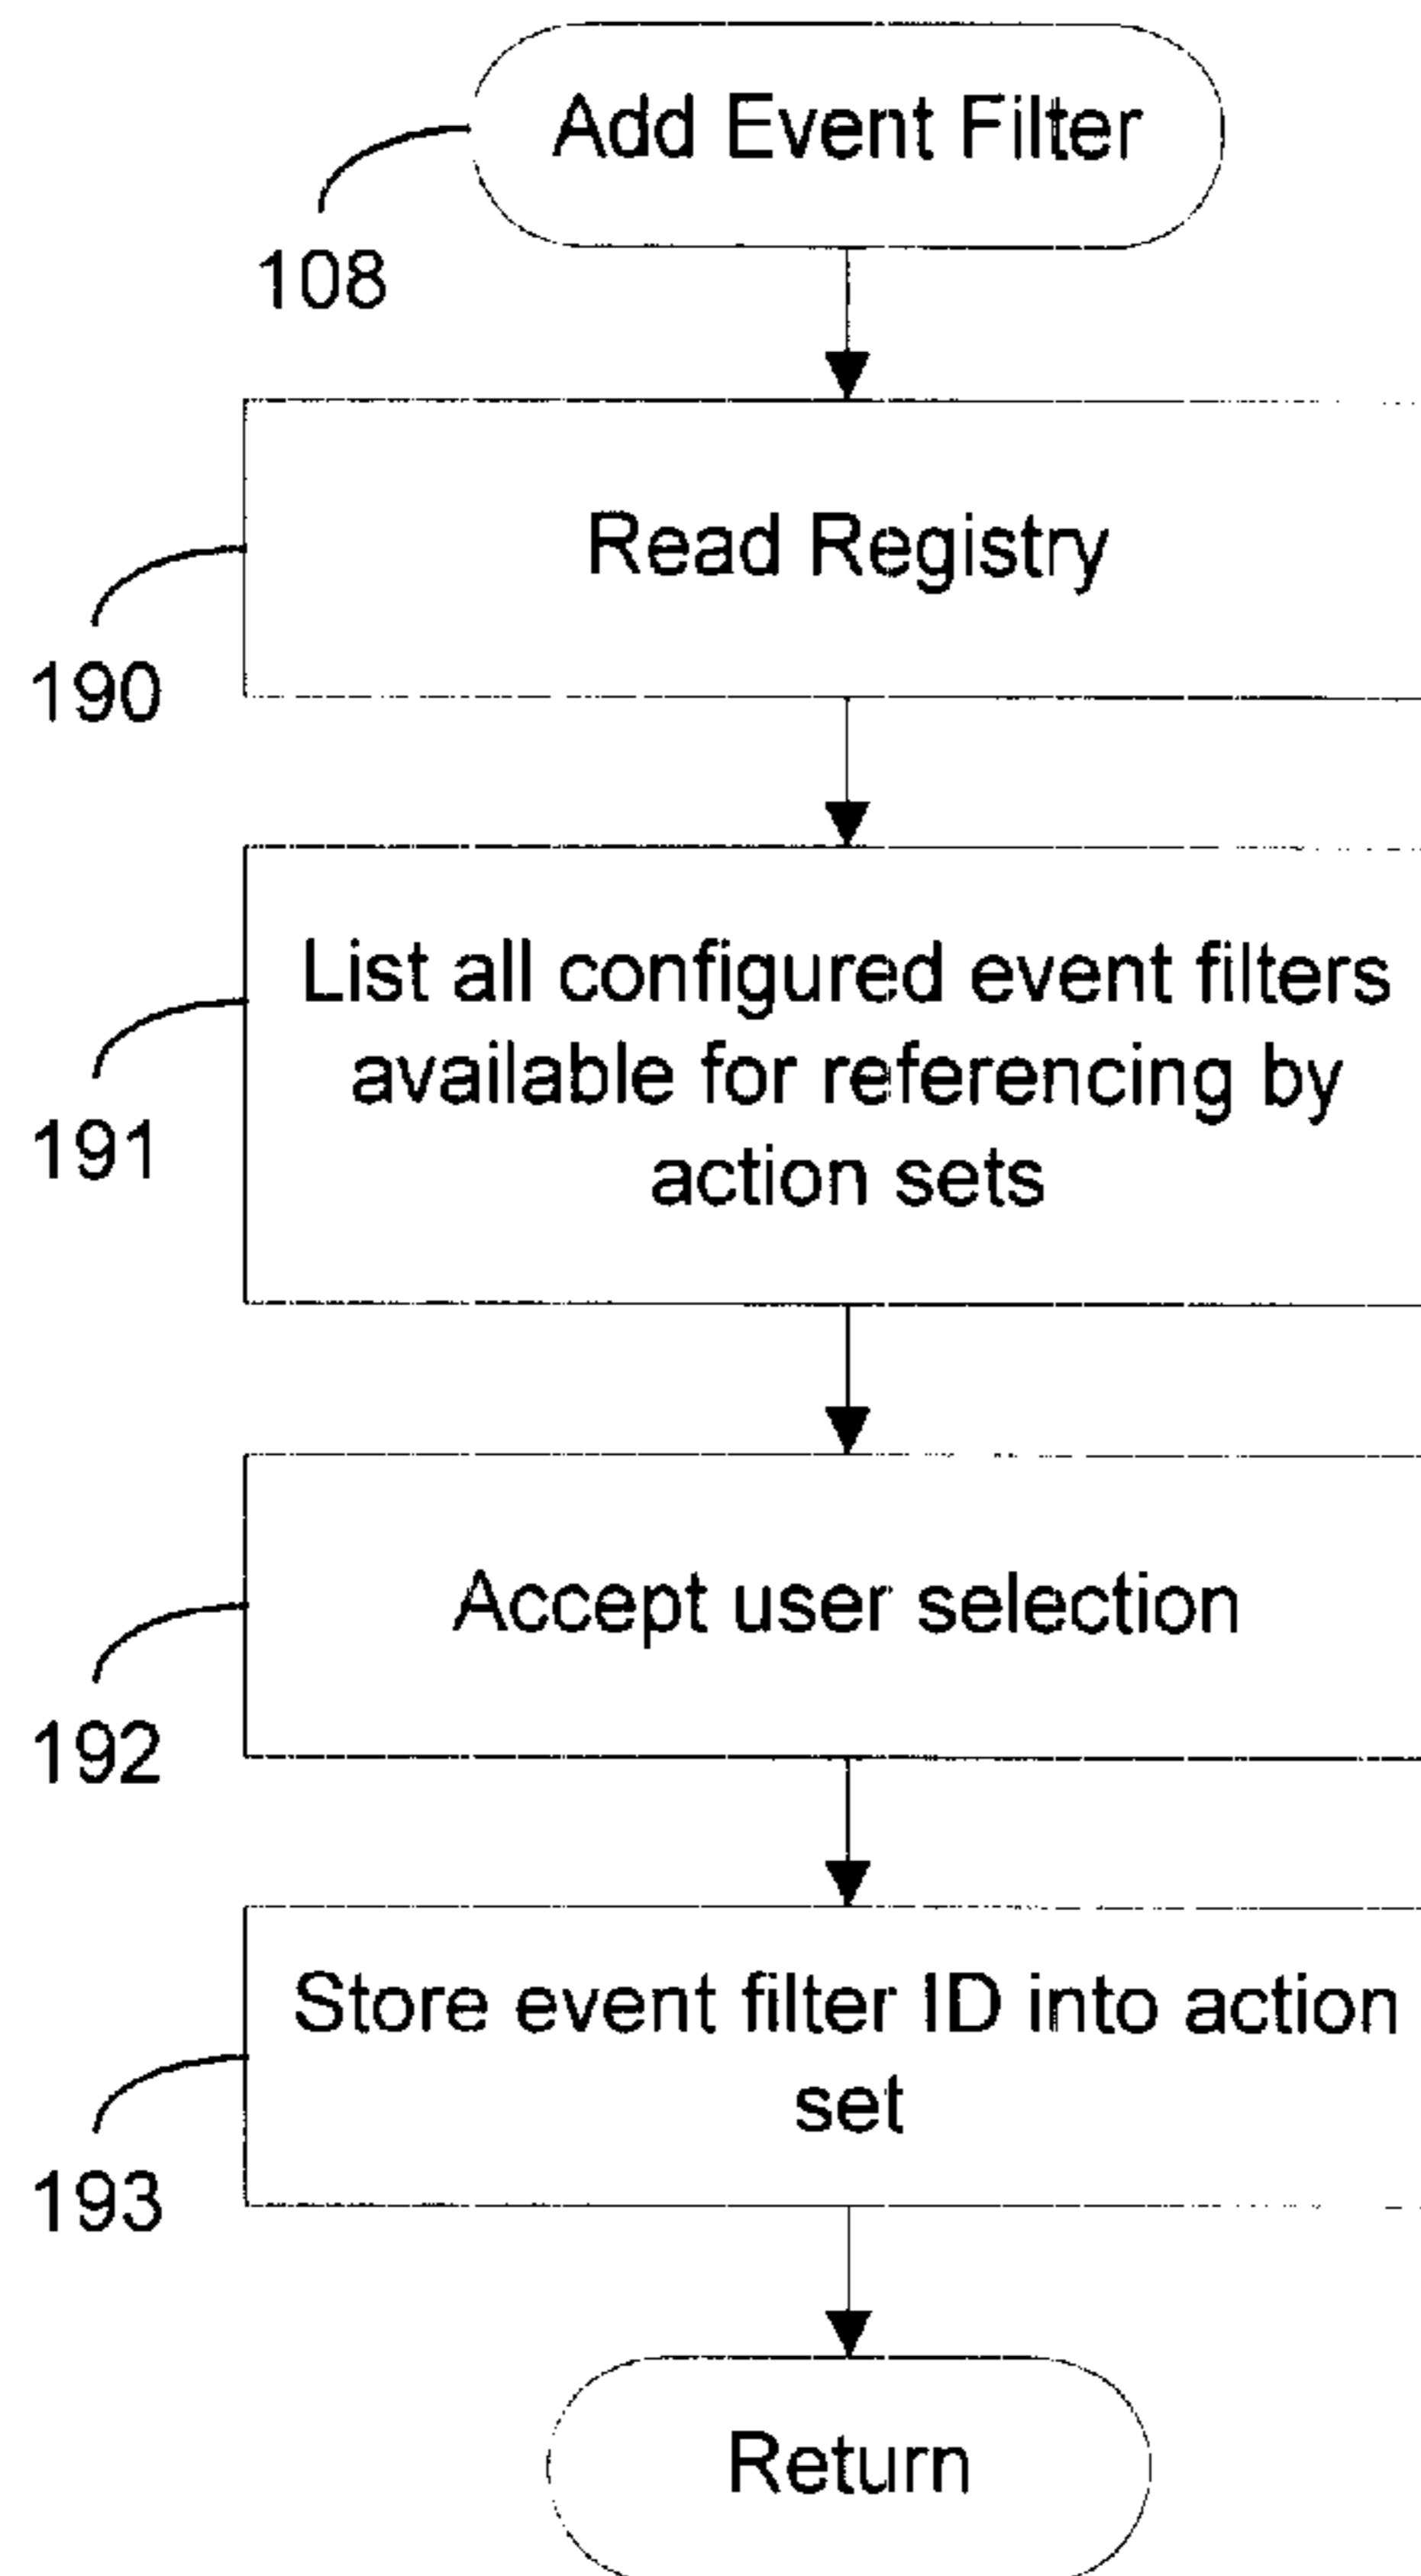 Add Event Filter
108
Read Registry
190
List all configured event filters
available for referencing by
action sets
191
Accept user selection
192
Store event filter ID into action
set
193
Return